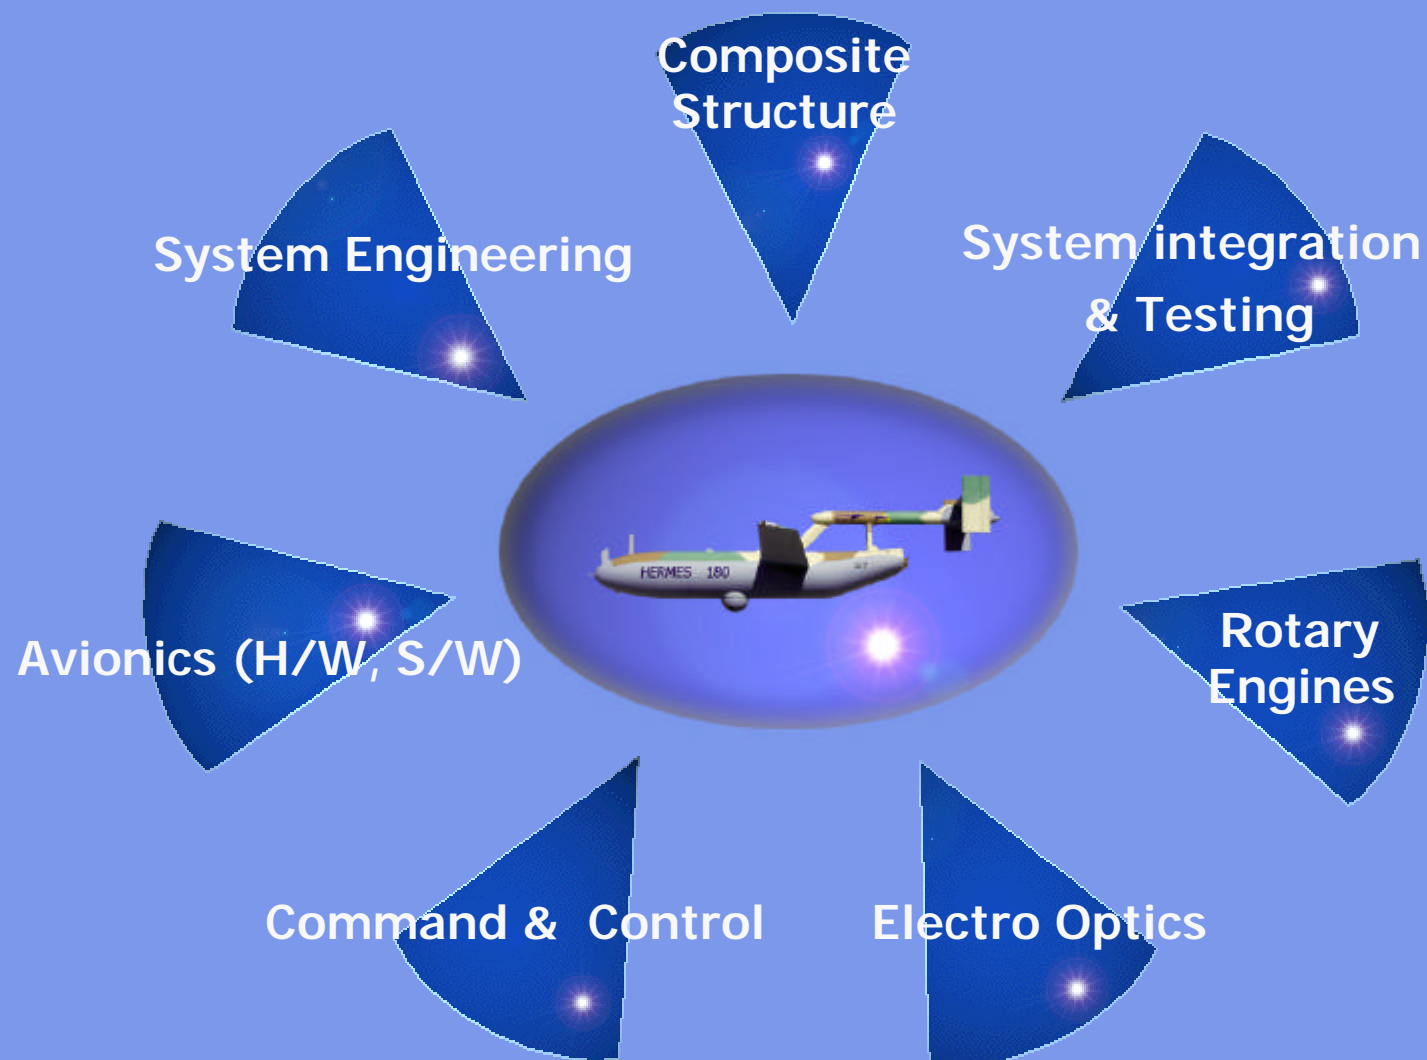 Composite
Structure
System Engineering
System integration
& Testing
HERMES 180
Avionics (H/W, S/W)
Rotary
Engines
Command & Control
Electro Optics